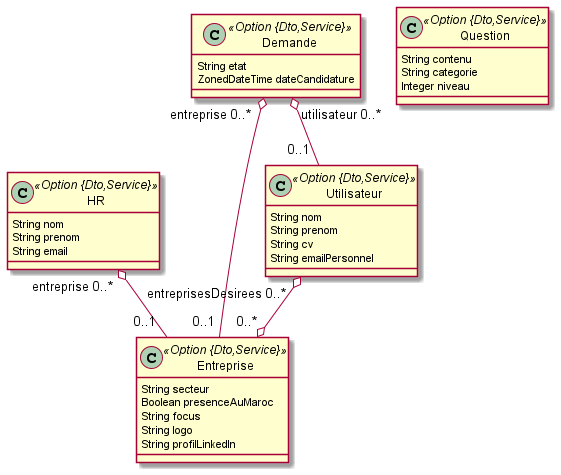 C
«Option {Dto,Service}»
Demande
String etat
ZonedDateTime dateCandidature
C
«Option {Dto,Service}»
Question
String contenu
String categorie
Integer niveau
entreprise 0..*
utilisateur 0..*
0..1
C
«Option {Dto,Service}»
HR
String nom
String prenom
String email
C
«Option {Dto,Service}»
Utilisateur
String nom
String prenom
String cv
String emailPersonnel
entreprise 0..*
entreprisesDesirees 0..*
0..1
0..1
0..*
C
«Option {Dto,Service}»
Entreprise
String secteur
Boolean presenceAuMaroc
String focus
String logo
String profilLinkedIn